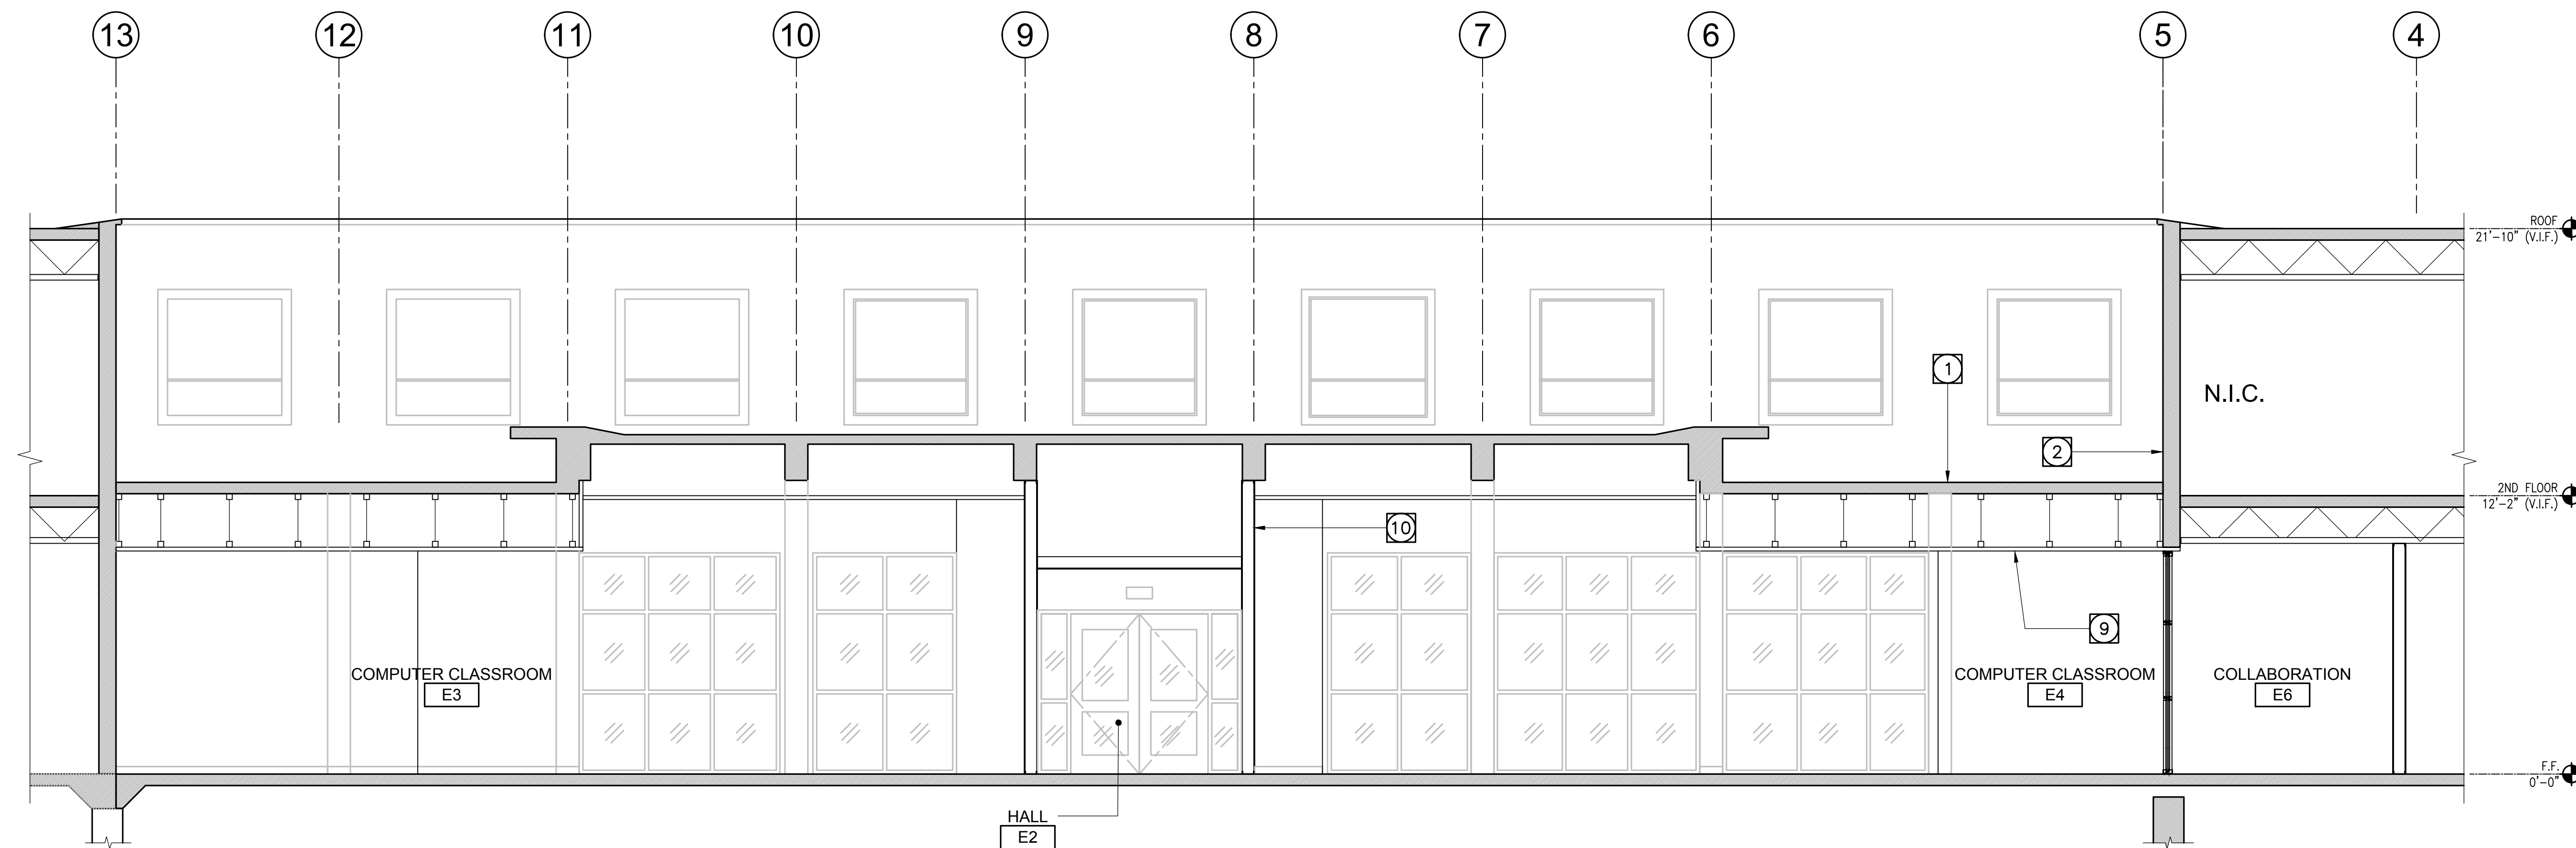 13 12 11 10 9 8 7 6 5 4
ROOF
21'-10" (V.I.F.)
1
N.I.C.
2
2ND FLOOR
12'-2" (V.I.F.)
10
9
COMPUTER CLASSROOM
E3
COMPUTER CLASSROOM
E4
COLLABORATION
E6
F.F.
0'-0"
HALL
E2